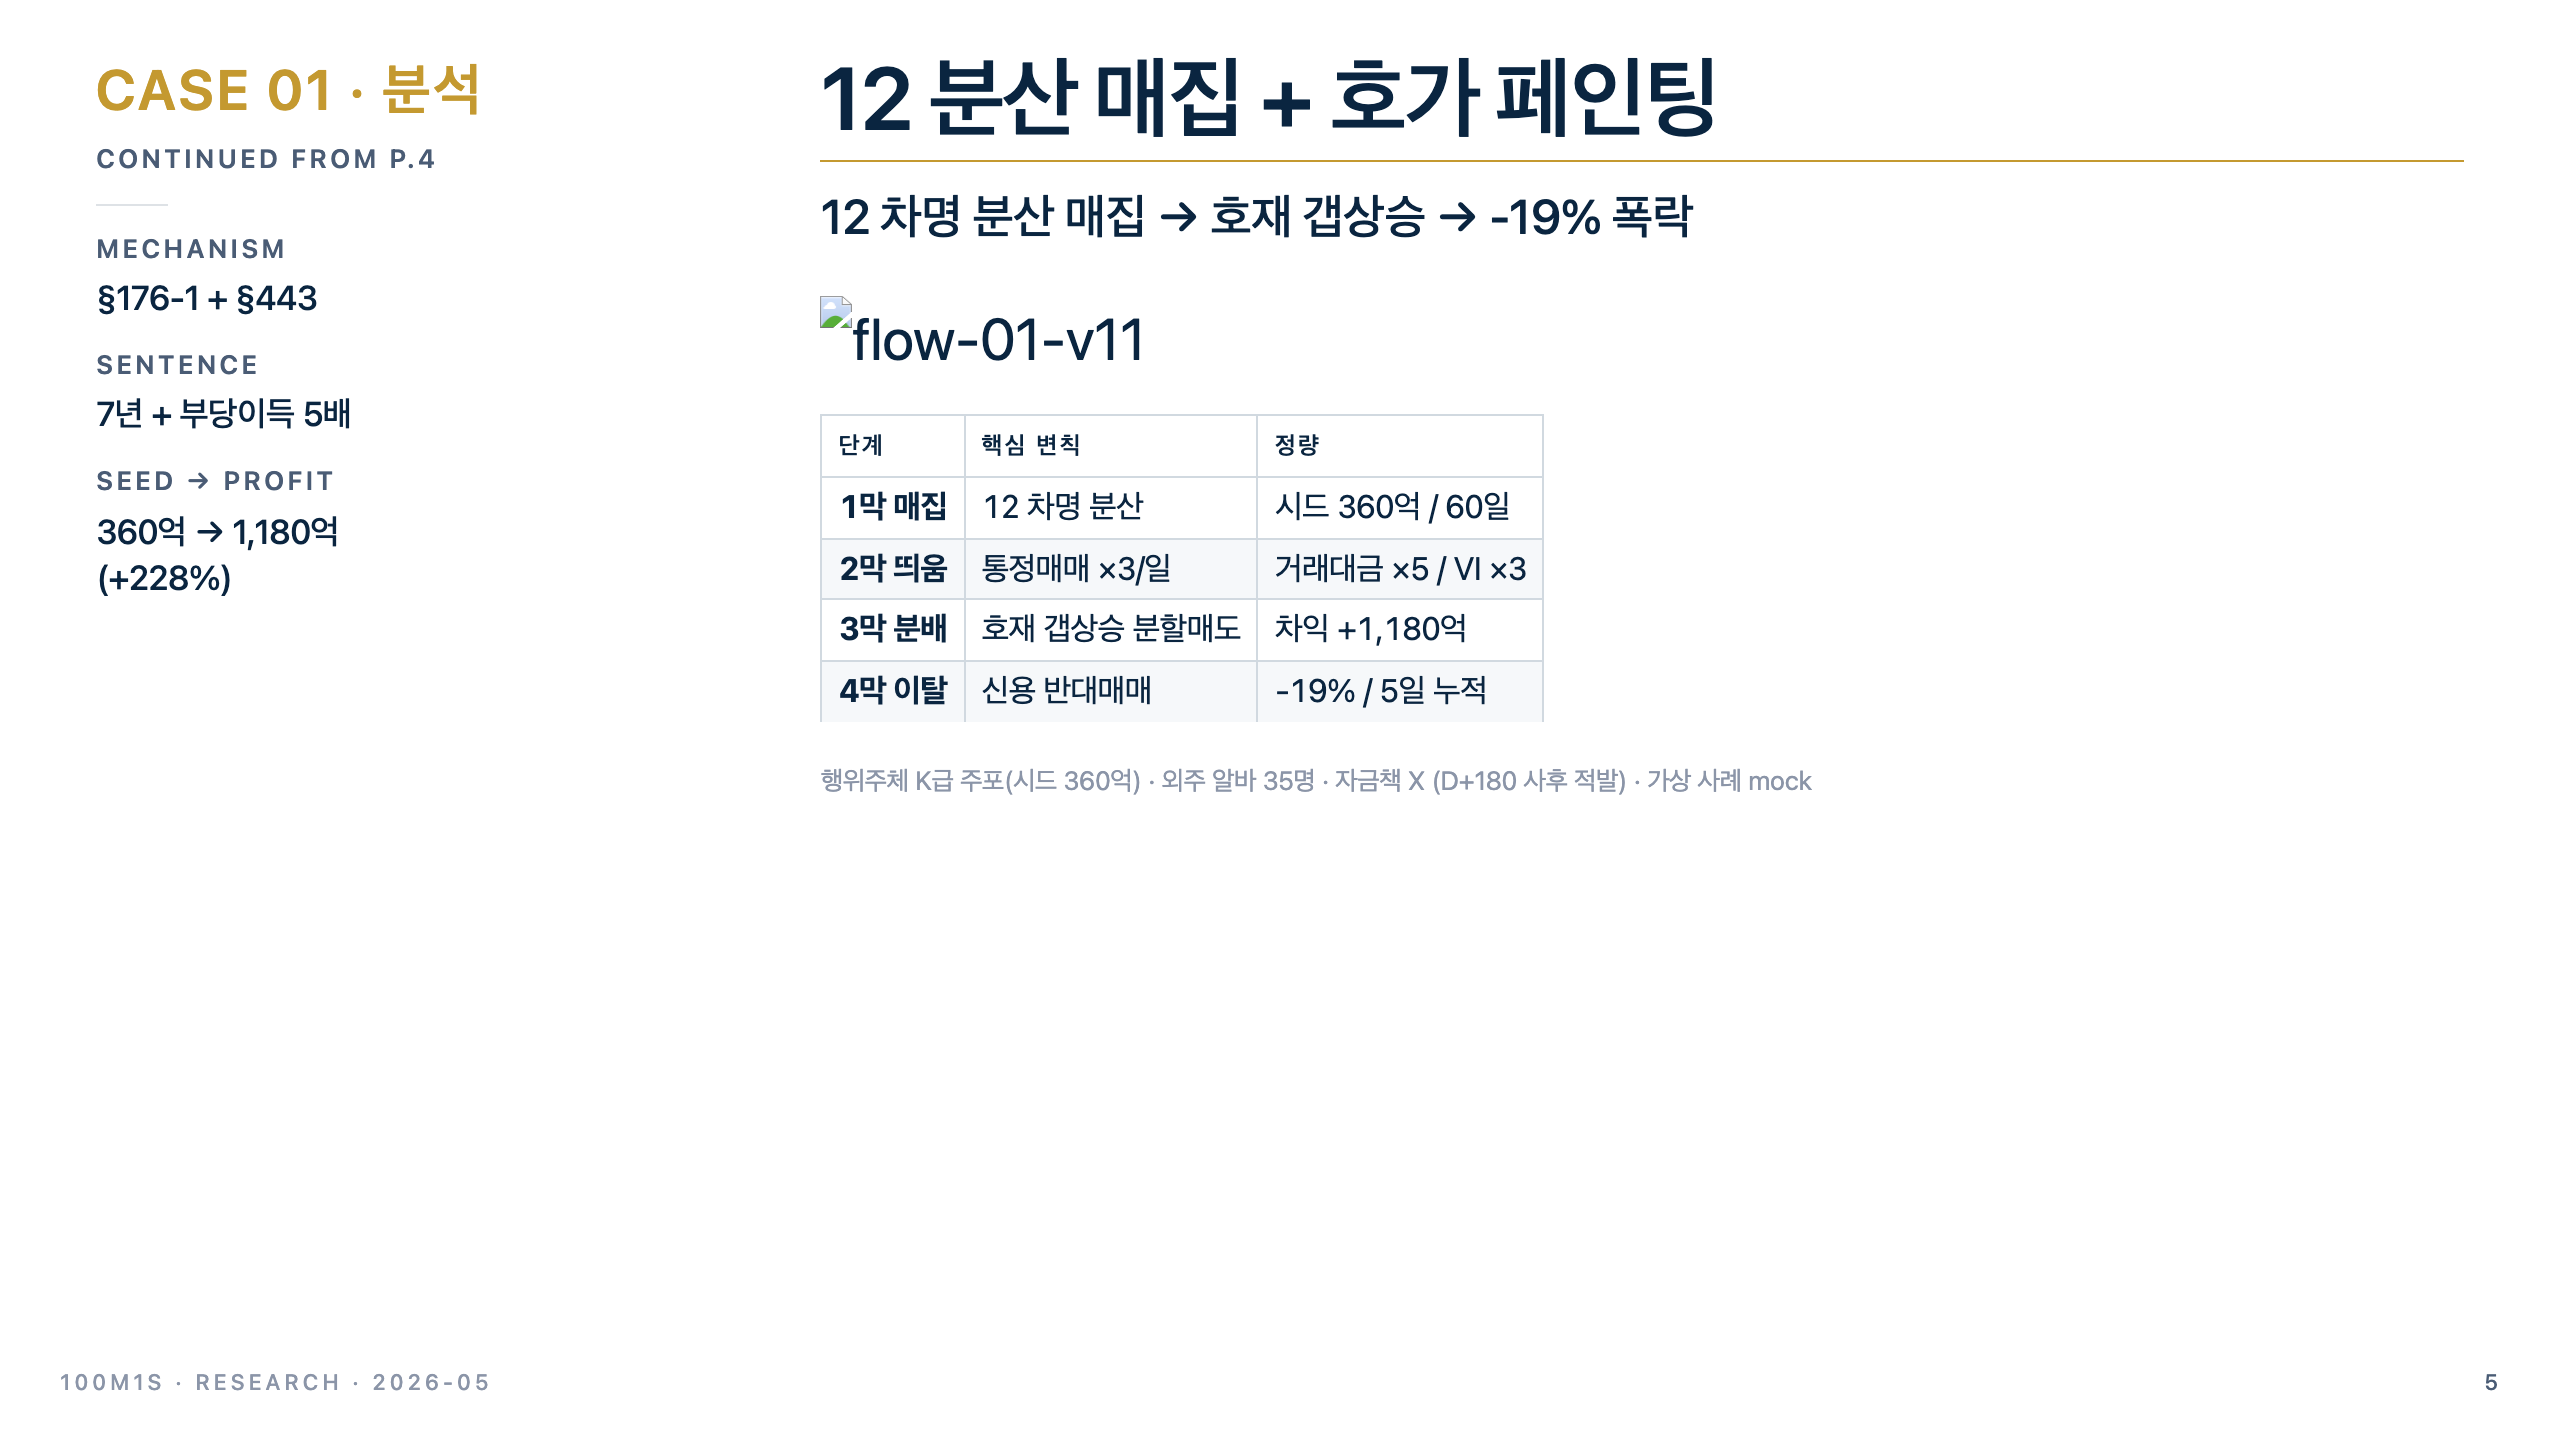 CASE 01 · 분석
CONTINUED FROM P.4
MECHANISM
§176-1 + §443
SENTENCE
7년 + 부당이득 5배
SEED → PROFIT
360억 → 1,180억
(+228%)
12 분산 매집 + 호가 페인팅
12 차명 분산 매집 → 호재 갭상승 → -19% 폭락
flow-01-v11
단계 핵심 변칙 정량
1막 매집 12 차명 분산 시드 360억 / 60일
2막 띄움 통정매매 ×3/일 거래대금 ×5 / VI ×3
3막 분배 호재 갭상승 분할매도 차익 +1,180억
4막 이탈 신용 반대매매 -19% / 5일 누적
행위주체 K급 주포(시드 360억) · 외주 알바 35명 · 자금책 X (D+180 사후 적발) · 가상 사례 mock
100M1S · RESEARCH · 2026-05
5